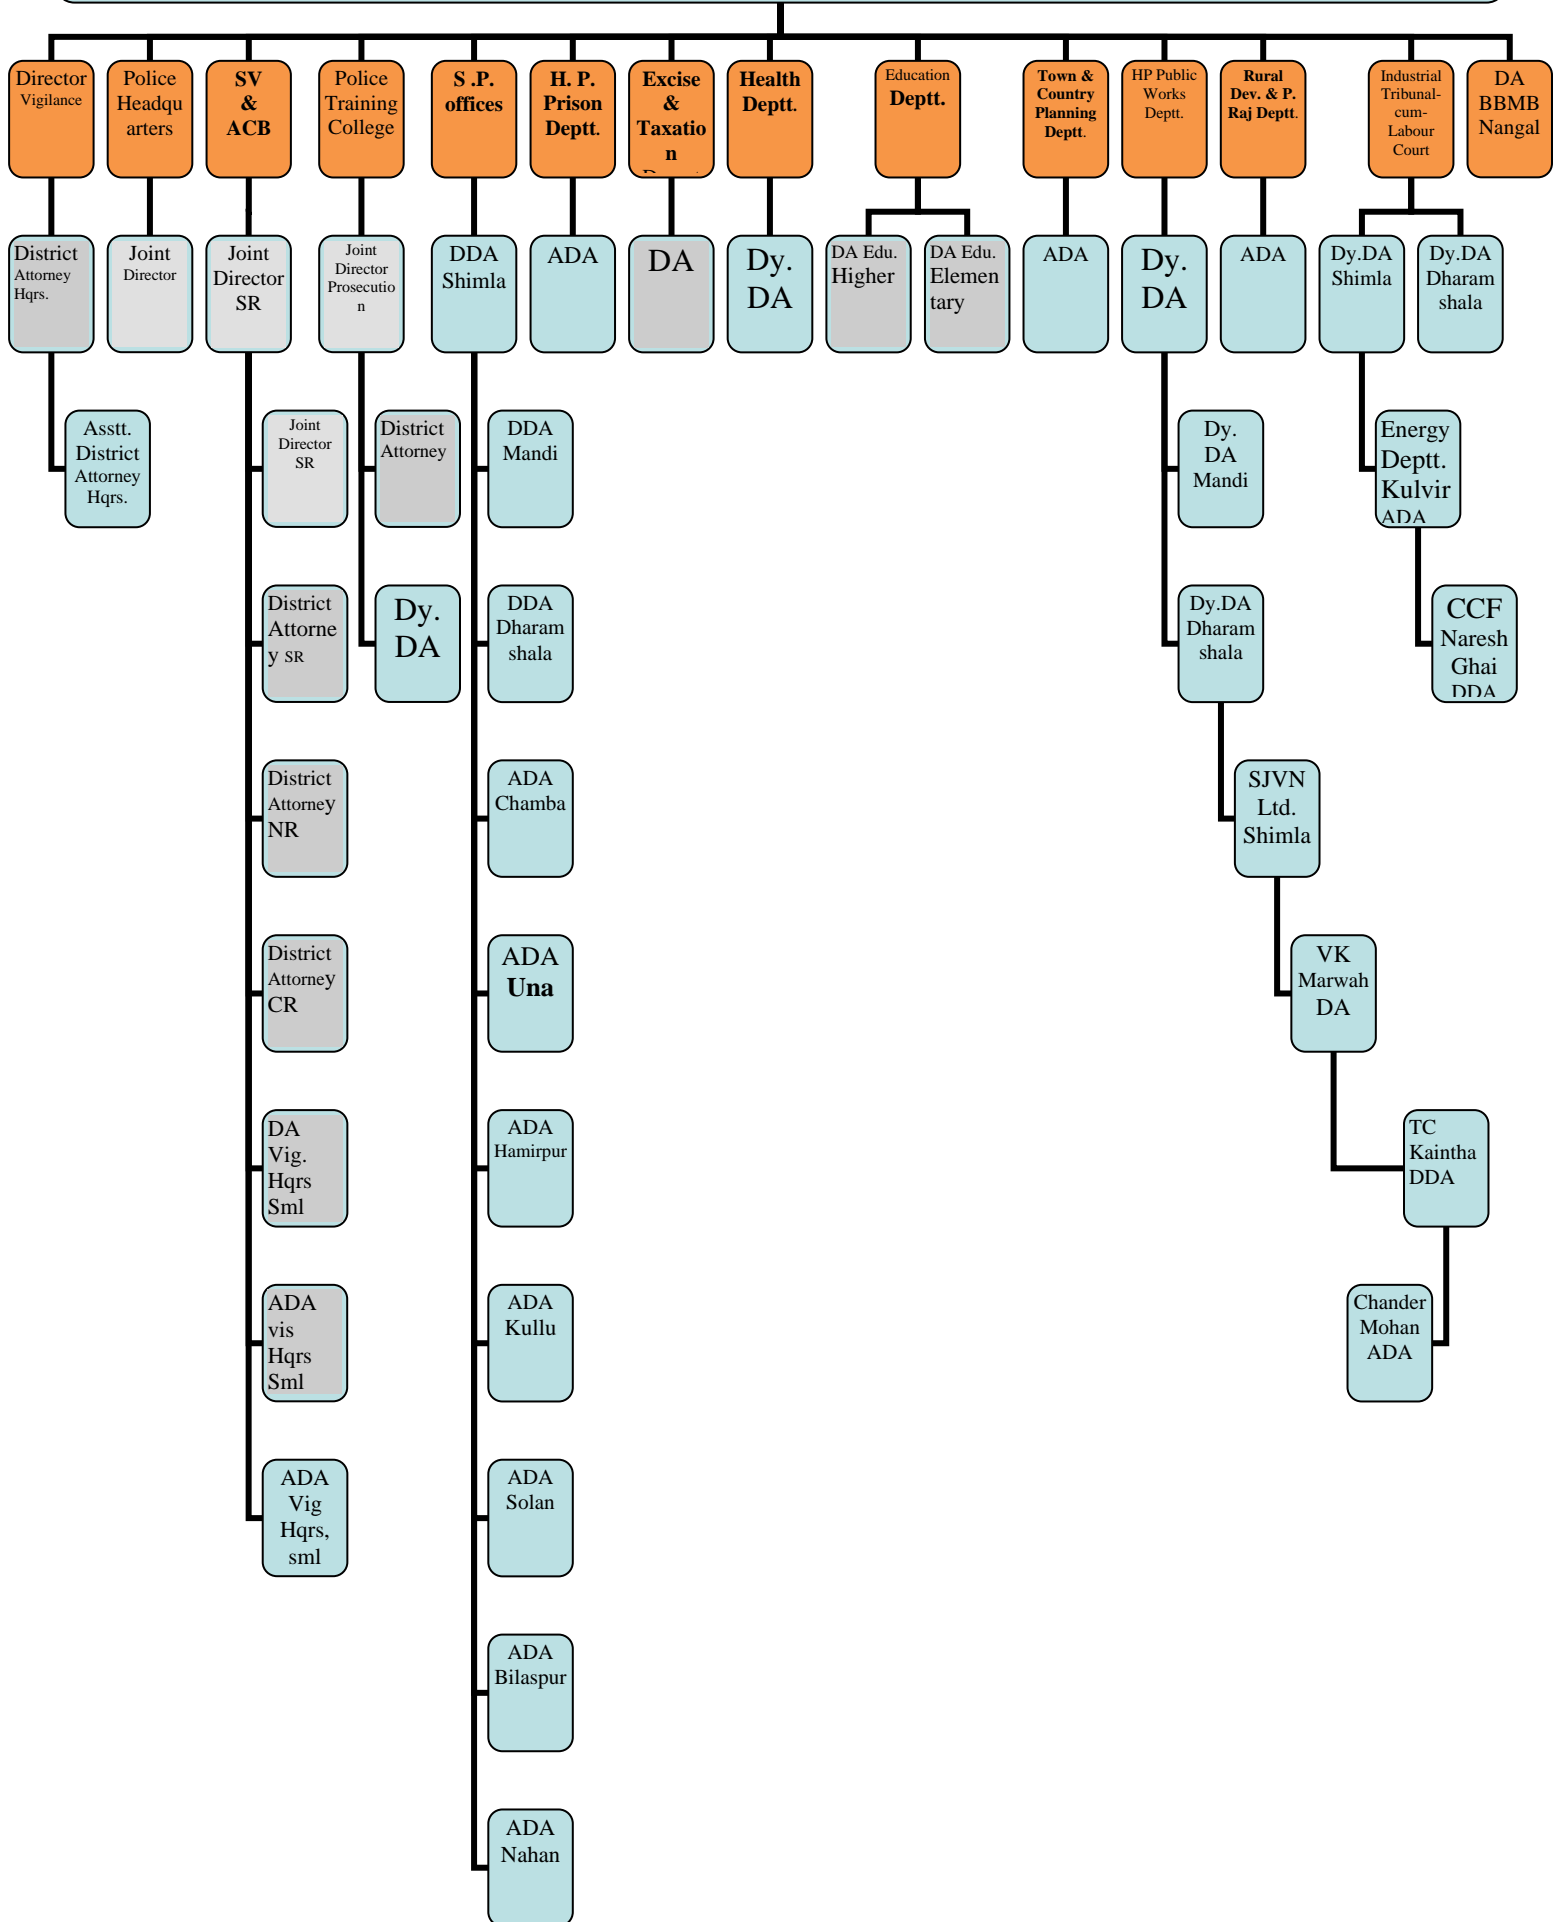 Director
Vigilance
Police
Headqu
arters
SV
&
ACB
Police
Training
College
S .P.
offices
H. P.
Prison
Deptt.
Excise
&
Taxatio
n
Health
Deptt.
Education
Deptt.
Town &
Country
Planning
Deptt.
HP Public
Works
Deptt.
Rural
Dev. & P.
Raj Deptt.
Industrial
Tribunal-
cum-
Labour
Court
DA
BBMB
Nangal
District
Attorney
Hqrs.
Joint
Director
Joint
Director
SR
Joint
Director
Prosecutio
n
DDA
Shimla
ADA
DA
Dy.
DA
DA Edu.
Higher
DA Edu.
Elemen
tary
ADA
Dy.
DA
ADA
Dy.DA
Shimla
Dy.DA
Dharam
shala
Asstt.
District
Attorney
Hqrs.
Joint
Director
SR
District
Attorney
DDA
Mandi
Dy.
DA
Mandi
Energy
Deptt.
Kulvir
ADA
District
Attorne
y SR
Dy.
DA
DDA
Dharam
shala
Dy.DA
Dharam
shala
CCF
Naresh
Ghai
DDA
District
Attorney
NR
ADA
Chamba
SJVN
Ltd.
Shimla
District
Attorney
CR
ADA
Una
VK
Marwah
DA
DA
Vig.
Hqrs
Sml
ADA
Hamirpur
TC
Kaintha
DDA
ADA
vis
Hqrs
Sml
ADA
Kullu
Chander
Mohan
ADA
ADA
Vig
Hqrs,
sml
ADA
Solan
ADA
Bilaspur
ADA
Nahan